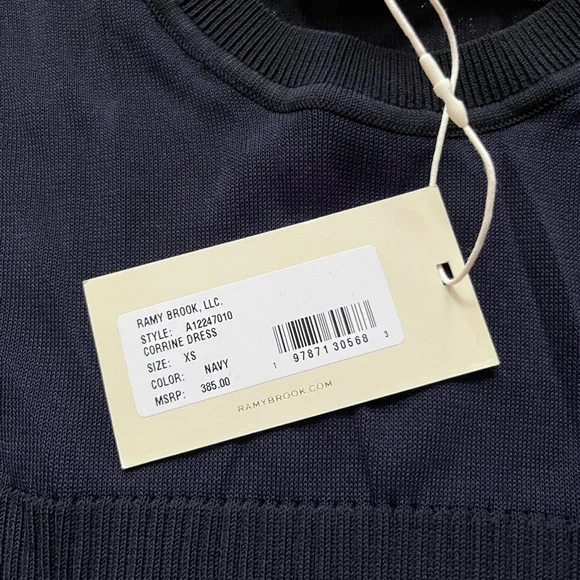 RAMY BROOK, LLC.
STYLE: A12247010
CORRINE DRESS
SIZE: XS
COLOR: NAVY
MSRP: 385.00
1 97871 30568 3
RAMYBROOK.COM